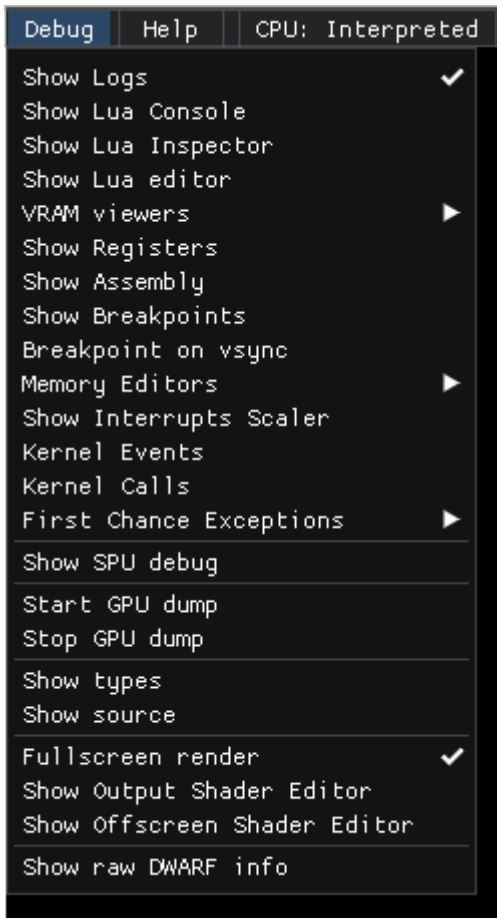 Debug Help CPU: Interpreted
Show Logs
Show Lua Console
Show Lua Inspector
Show Lua editor
VRAM viewers
Show Registers
Show Assembly
Show Breakpoints
Breakpoint on vsync
Memory Editors
Show Interrupts Scaler
Kernel Events
Kernel Calls
First Chance Exceptions
Show SPU debug
Start GPU dump
Stop GPU dump
Show types
Show source
Fullscreen render
Show Output Shader Editor
Show Offscreen Shader Editor
Show raw DWARF info